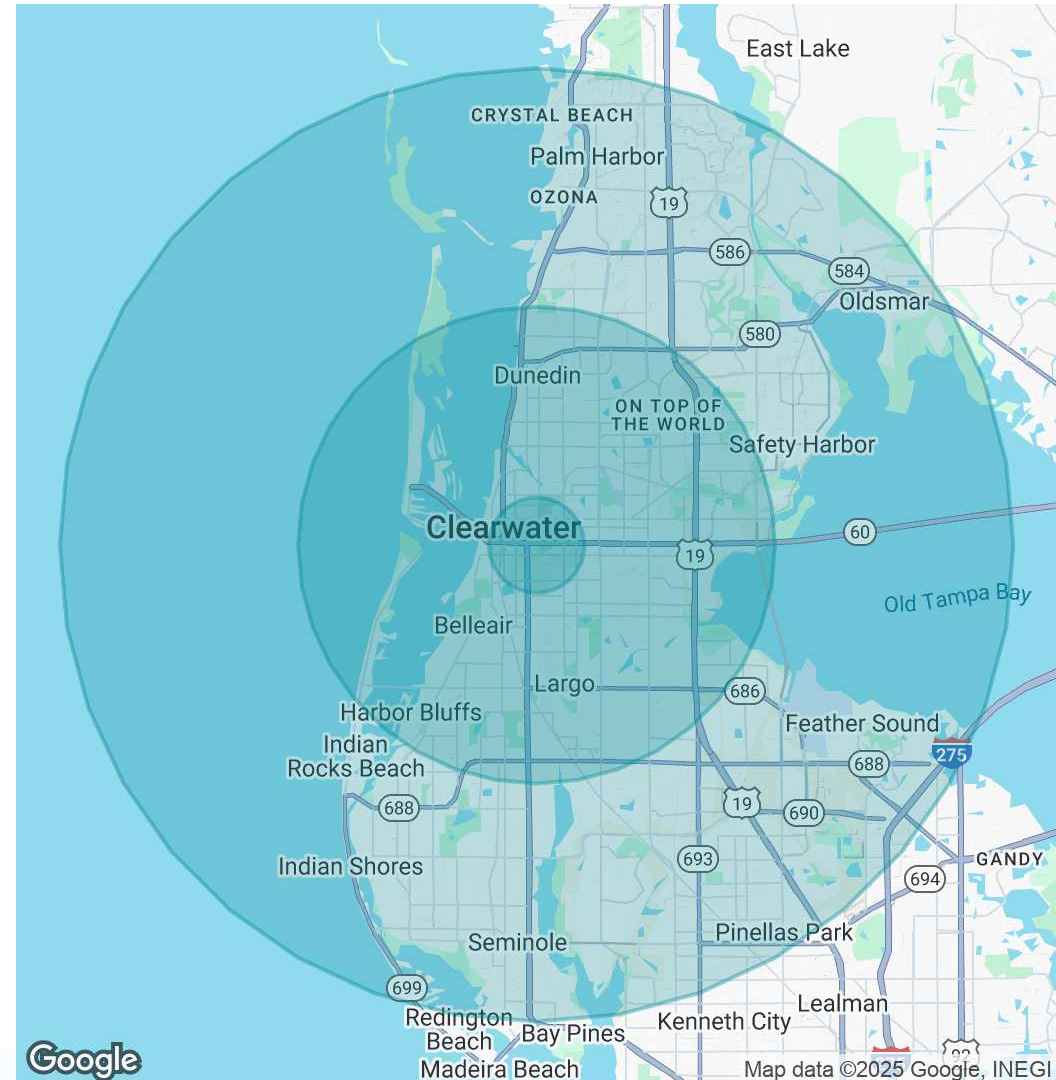 East Lake
CRYSTAL BEACH
Palm Harbor
OZONA
19
586
584
Oldsmar
580
Dunedin
ON TOP OF
THE WORLD
Safety Harbor
Clearwater
60
19
Old Tampa Bay
Belleair
Largo
686
Harbor Bluffs
Feather Sound
Indian
Rocks Beach
275
688
688
19
690
693
GANDY
Indian Shores
694
Pinellas Park
Seminole
699
Lealman
Redington
Beach
Kenneth City
Bay Pines
92
Google
Madeira Beach
Map data ©2025 Google, INEGI